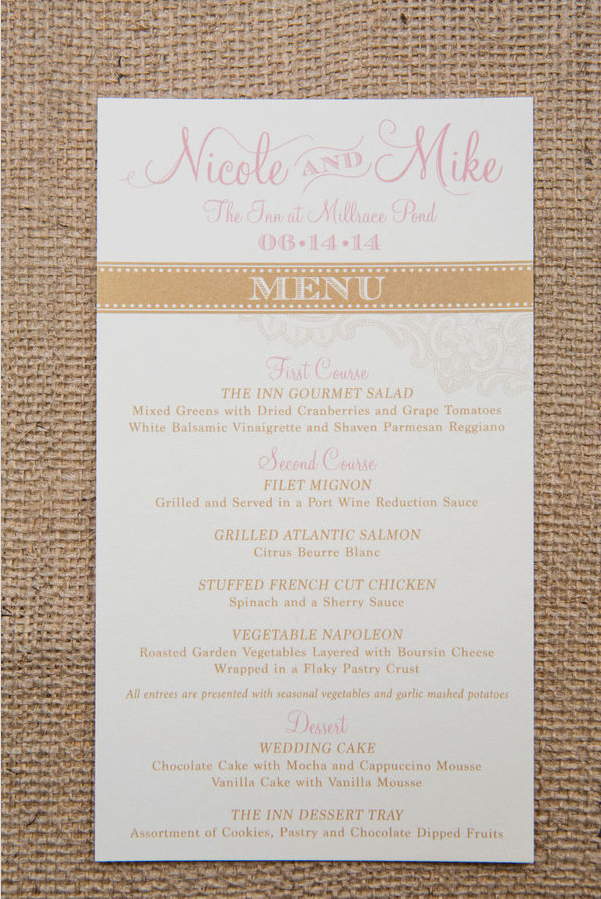 Nicole AND Mike
The Inn at Millrace Pond
06•14•14
MENU
First Course
THE INN GOURMET SALAD
Mixed Greens with Dried Cranberries and Grape Tomatoes
White Balsamic Vinaigrette and Shaven Parmesan Reggiano
Second Course
FILET MIGNON
Grilled and Served in a Port Wine Reduction Sauce
GRILLED ATLANTIC SALMON
Citrus Beurre Blanc
STUFFED FRENCH CUT CHICKEN
Spinach and a Sherry Sauce
VEGETABLE NAPOLEON
Roasted Garden Vegetables Layered with Boursin Cheese
Wrapped in a Flaky Pastry Crust
All entrees are presented with seasonal vegetables and garlic mashed potatoes
Dessert
WEDDING CAKE
Chocolate Cake with Mocha and Cappuccino Mousse
Vanilla Cake with Vanilla Mousse
THE INN DESSERT TRAY
Assortment of Cookies, Pastry and Chocolate Dipped Fruits